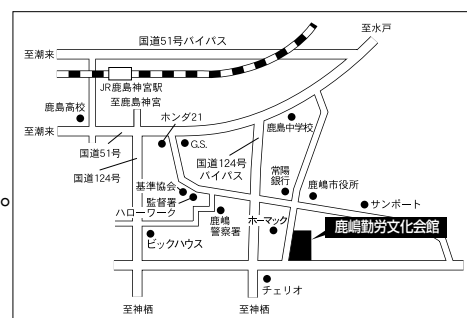 至水戸
国道51号バイパス
至潮来
JR鹿島神宮駅
至鹿島神宮
鹿島高校
ホンダ21
鹿島中学校
至潮来
G.S.
国道51号
国道124号
バイパス
国道124号
常陽
銀行
基準協会
監督署
ハローワーク
鹿嶋市役所
サンポート
鹿嶋
警察署
ホーマック
鹿嶋勤労文化会館
ビックハウス
チェリオ
至神栖
至神栖